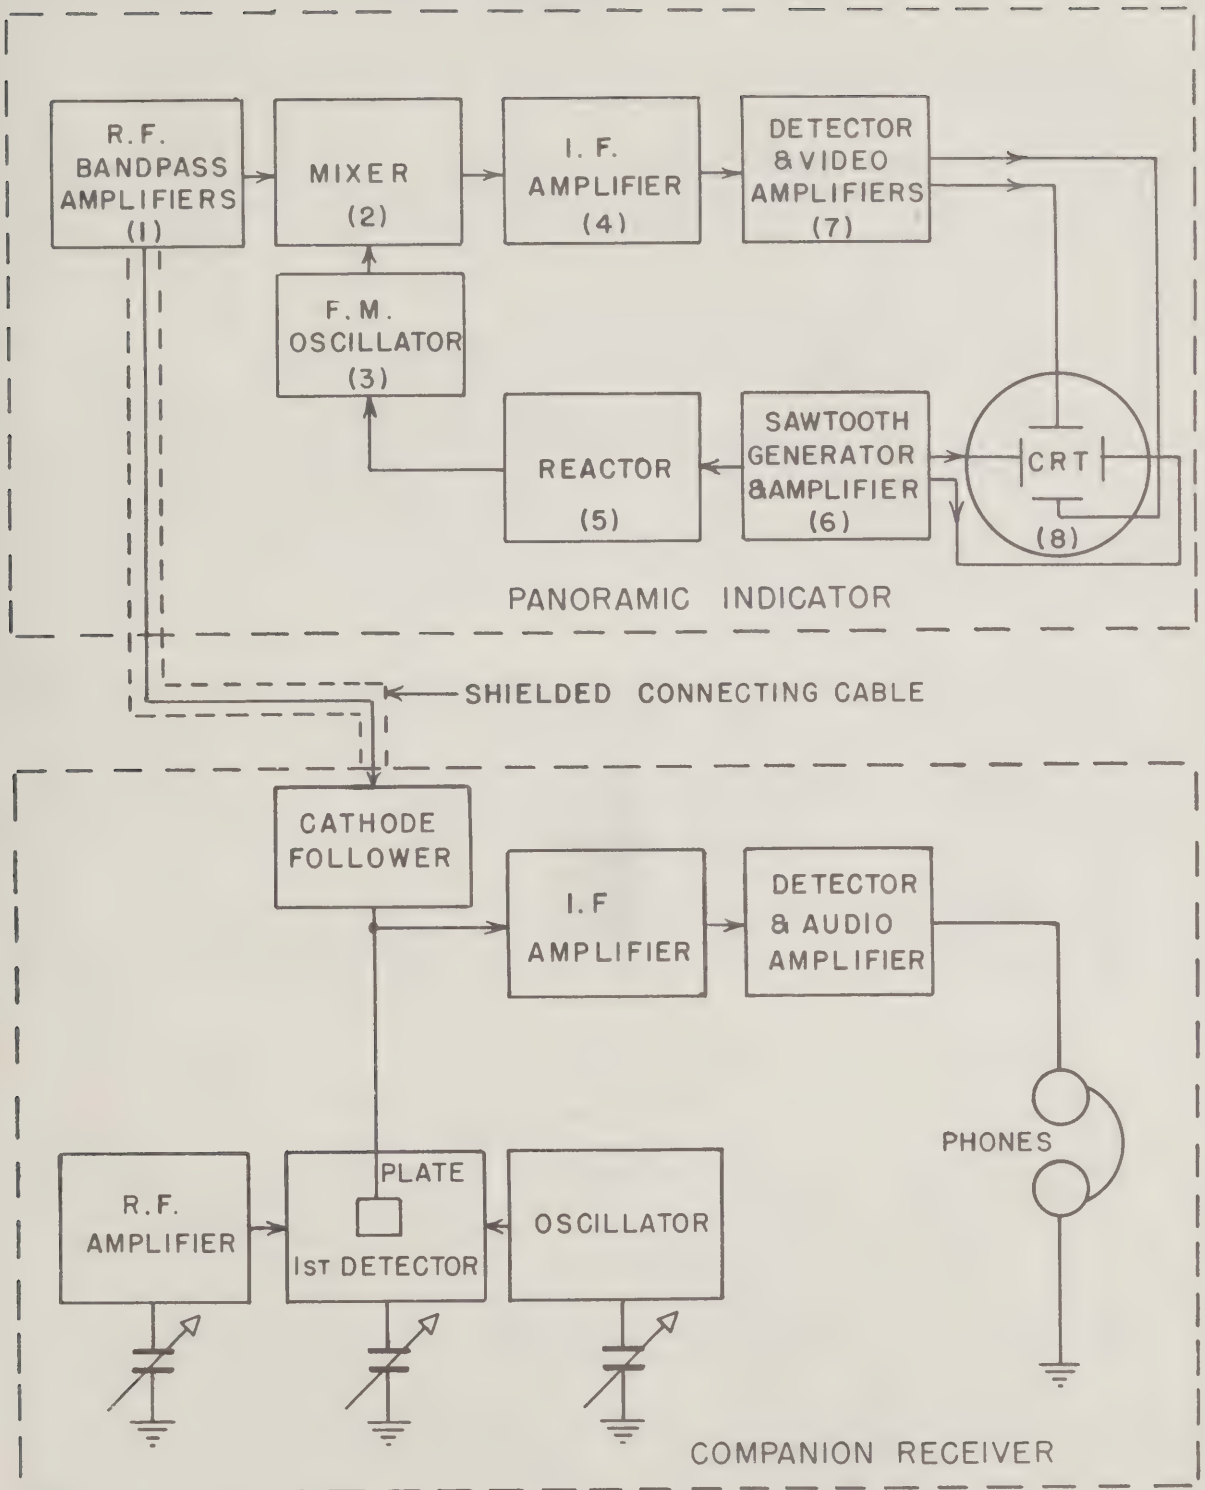 R.F.
BANDPASS
AMPLIFIERS
(1)
MIXER
(2)
I. F.
AMPLIFIER
(4)
DETECTOR
& VIDEO
AMPLIFIERS
(7)
F.M.
OSCILLATOR
(3)
REACTOR
(5)
SAWTOOTH
GENERATOR
&AMPLIFIER
(6)
CRT
(8)
PANORAMIC INDICATOR
SHIELDED CONNECTING CABLE
CATHODE
FOLLOWER
I.F
AMPLIFIER
DETECTOR
& AUDIO
AMPLIFIER
PHONES
R.F.
AMPLIFIER
PLATE
1ST DETECTOR
OSCILLATOR
COMPANION RECEIVER